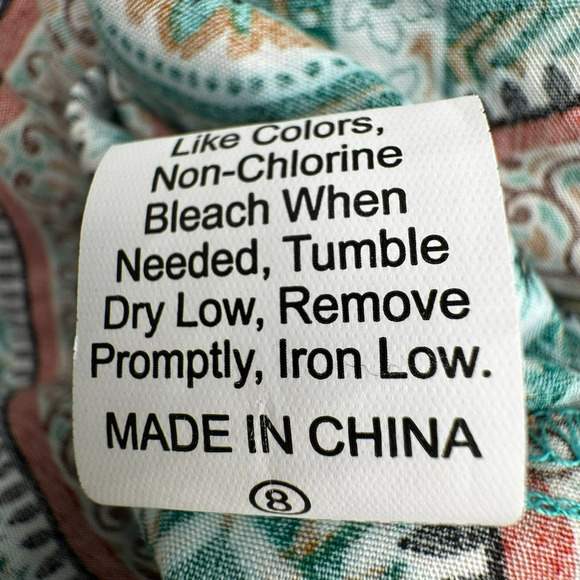 Like Colors,
Non-Chlorine
Bleach When
Needed, Tumble
Dry Low, Remove
Promptly, Iron Low.
MADE IN CHINA
8